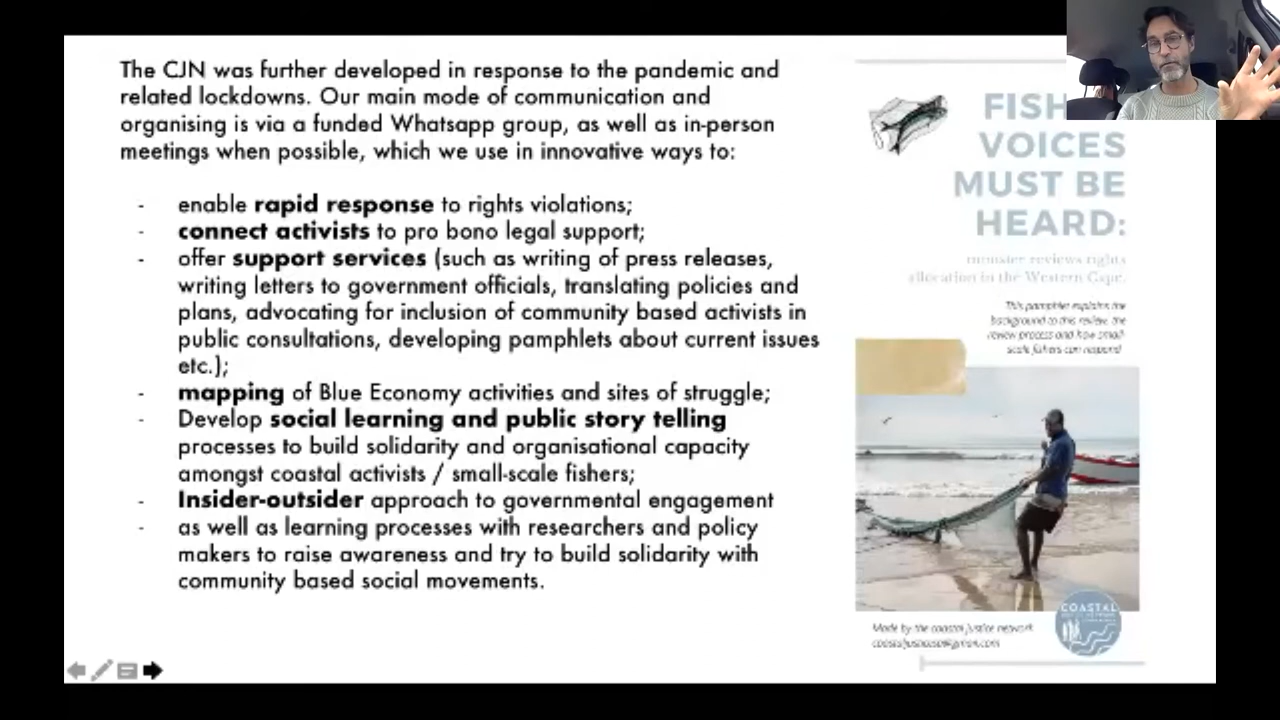 The CJN was further developed in response to the pandemic and
related lockdowns. Our main mode of communication and
organising is via a funded Whatsapp group, as well as in-person
meetings when possible, which we use in innovative ways to:
- enable rapid response to rights violations;
- connect activists to pro bono legal support;
- offer support services (such as writing of press releases,
writing letters to government officials, translating policies and
plans, advocating for inclusion of community based activists in
public consultations, developing pamphlets about current issues
etc.);
- mapping of Blue Economy activities and sites of struggle;
- Develop social learning and public story telling
processes to build solidarity and organisational capacity
amongst coastal activists / small-scale fishers;
- Insider-outsider approach to governmental engagement
- as well as learning processes with researchers and policy
makers to raise awareness and try to build solidarity with
community based social movements.
VOICES
MUST BE
HEARD:
minister reviews rights
allocation in the Western Cape.
This pamphlet explains the
background to this review, the
review process and how small-
scale fishers can respond
COASTAL
Made by the coastal justice network